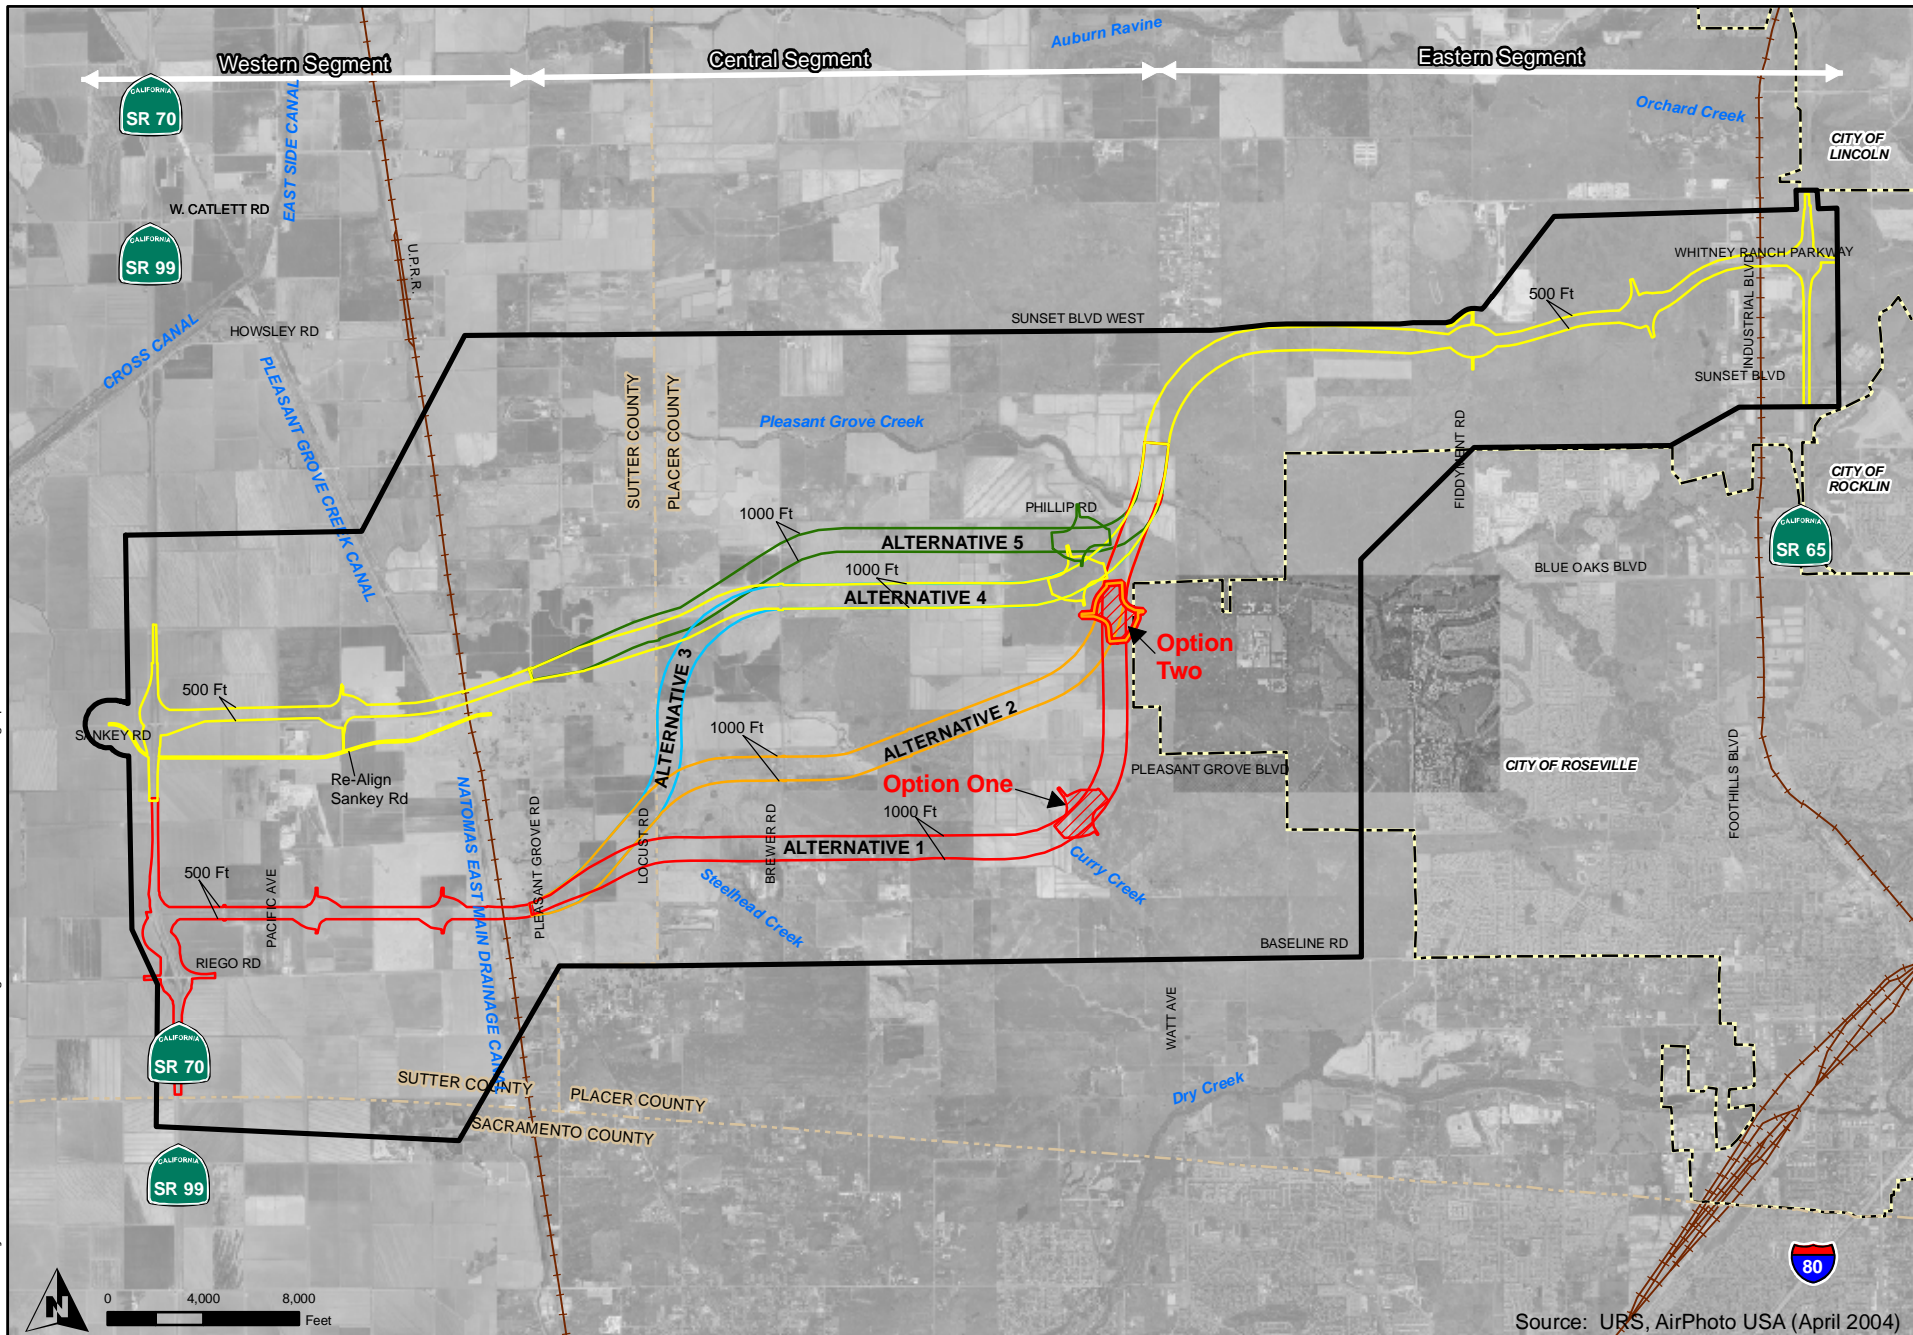 Western Segment
Central Segment
Eastern Segment
Auburn Ravine
Orchard Creek
CALIFORNIA
SR 70
EAST SIDE CANAL
CITY OF
LINCOLN
W. CATLETT RD
CALIFORNIA
SR 99
U.P.R.R.
WHITNEY RANCH PARKWAY
500 Ft
INDUSTRIAL BLVD
SUNSET BLVD WEST
HOWSLEY RD
CROSS CANAL
PLEASANT GROVE CREEK CANAL
SUNSET BLVD
SUTTER COUNTY
PLACER COUNTY
Pleasant Grove Creek
FIDDYMENT RD
CITY OF
ROCKLIN
CALIFORNIA
SR 65
1000 Ft
PHILLIP RD
ALTERNATIVE 5
1000 Ft
ALTERNATIVE 4
BLUE OAKS BLVD
Option
Two
ALTERNATIVE 3
500 Ft
SANKEY RD
1000 Ft
ALTERNATIVE 2
Re-Align
Sankey Rd
PLEASANT GROVE BLVD
CITY OF ROSEVILLE
FOOTHILLS BLVD
Option One
1000 Ft
NATOMAS EAST MAIN DRAINAGE CANAL
PLEASANT GROVE RD
LOCUST RD
BREWER RD
ALTERNATIVE 1
Curry Creek
Steelhead Creek
500 Ft
PACIFIC AVE
RIEGO RD
BASELINE RD
WATT AVE
CALIFORNIA
SR 70
SUTTER COUNTY
PLACER COUNTY
SACRAMENTO COUNTY
Dry Creek
CALIFORNIA
SR 99
80
N
0 4,000 8,000
Feet
Source: URS, AirPhoto USA (April 2004)